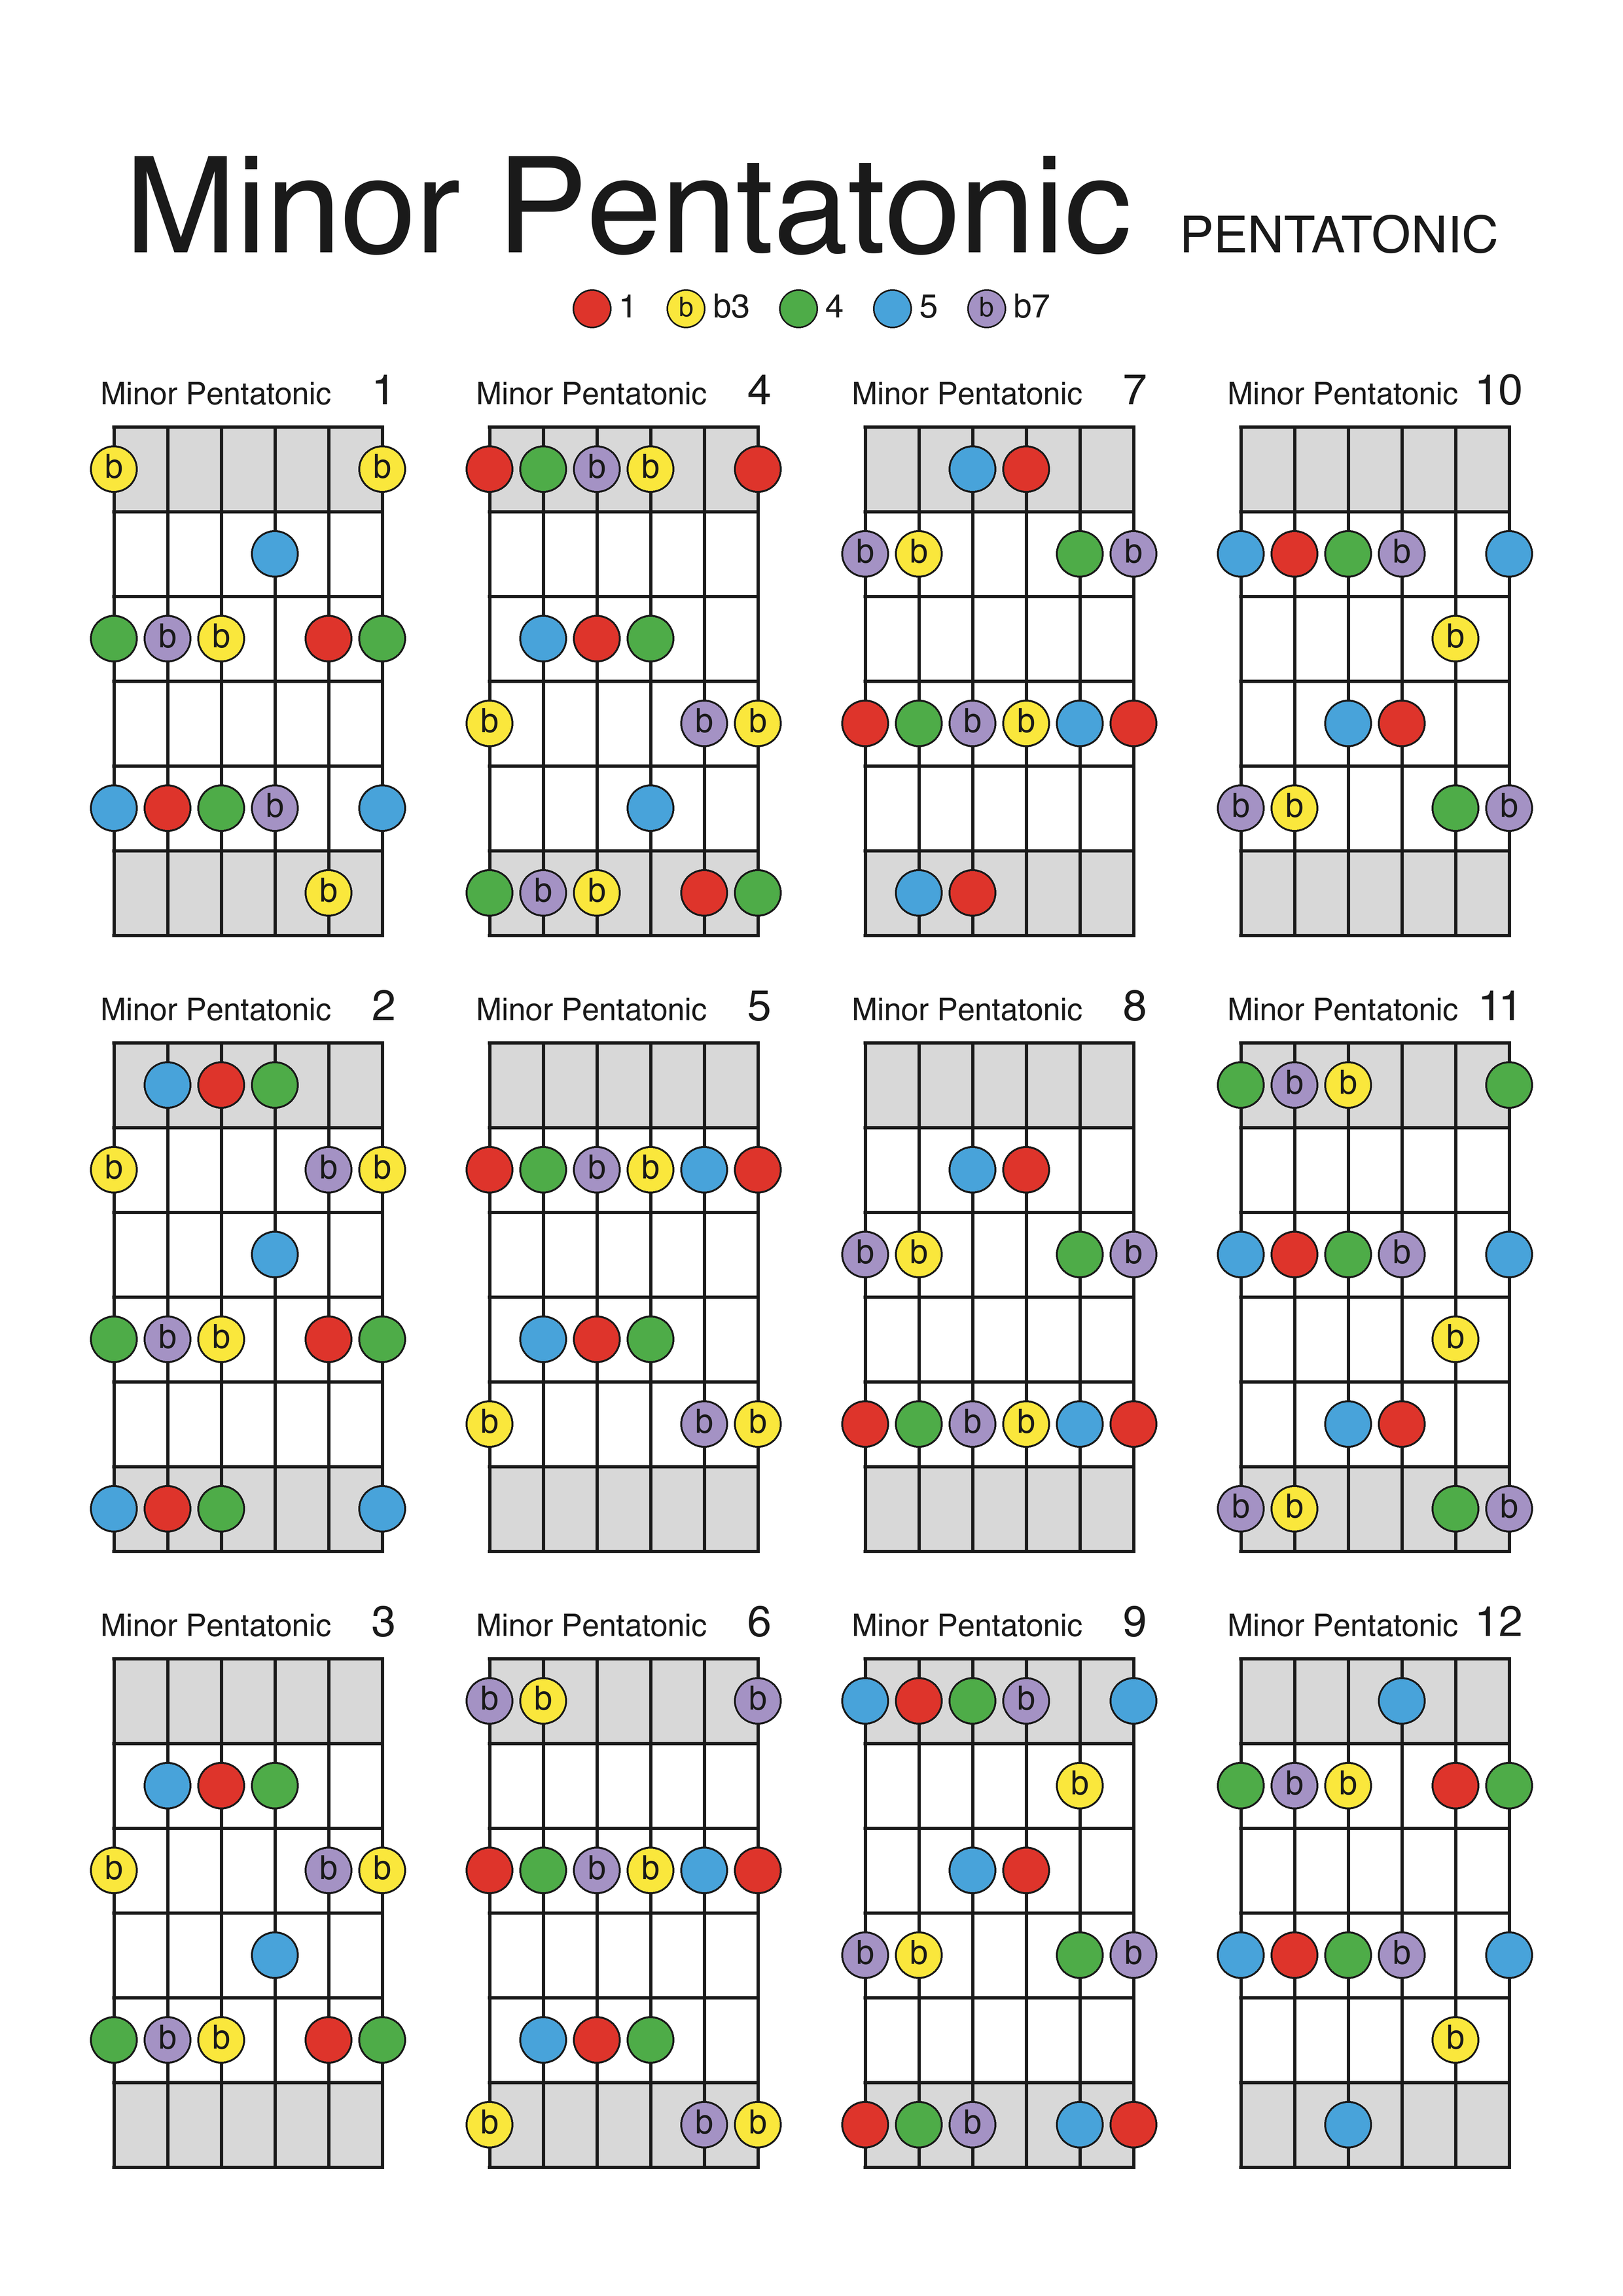 Minor Pentatonic PENTATONIC
1 b b3 4 5 b b7
Minor Pentatonic 1
b b
b b
b
b
Minor Pentatonic 4
b b
b b b
b b
Minor Pentatonic 7
b b b
b b
Minor Pentatonic 10
b
b
b b b
Minor Pentatonic 2
b b b
b b
Minor Pentatonic 5
b b
b b b
Minor Pentatonic 8
b b b
b b
Minor Pentatonic 11
b b
b
b
b b b
Minor Pentatonic 3
b b b
b b
Minor Pentatonic 6
b b b
b b
b b b
Minor Pentatonic 9
b
b
b b b
b
Minor Pentatonic 12
b b
b
b